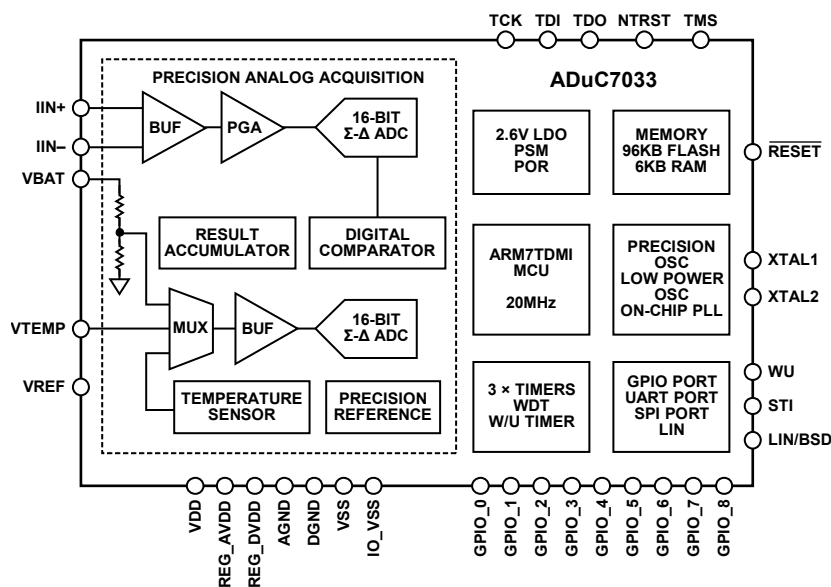 TCK TDI TDO NTRST TMS
PRECISION ANALOG ACQUISITION
ADuC7033
IIN+
IIN–
VBAT
VTEMP
VREF
BUF
PGA
16-BIT
Σ-Δ ADC
RESULT
ACCUMULATOR
DIGITAL
COMPARATOR
MUX
BUF
16-BIT
Σ-Δ ADC
TEMPERATURE
SENSOR
PRECISION
REFERENCE
2.6V LDO
PSM
POR
MEMORY
96KB FLASH
6KB RAM
ARM7TDMI
MCU
20MHz
PRECISION
OSC
LOW POWER
OSC
ON-CHIP PLL
3 × TIMERS
WDT
W/U TIMER
GPIO PORT
UART PORT
SPI PORT
LIN
RESET
XTAL1
XTAL2
WU
STI
LIN/BSD
VDD
REG_AVDD
REG_DVDD
AGND
DGND
VSS
IO_VSS
GPIO_0
GPIO_1
GPIO_2
GPIO_3
GPIO_4
GPIO_5
GPIO_6
GPIO_7
GPIO_8